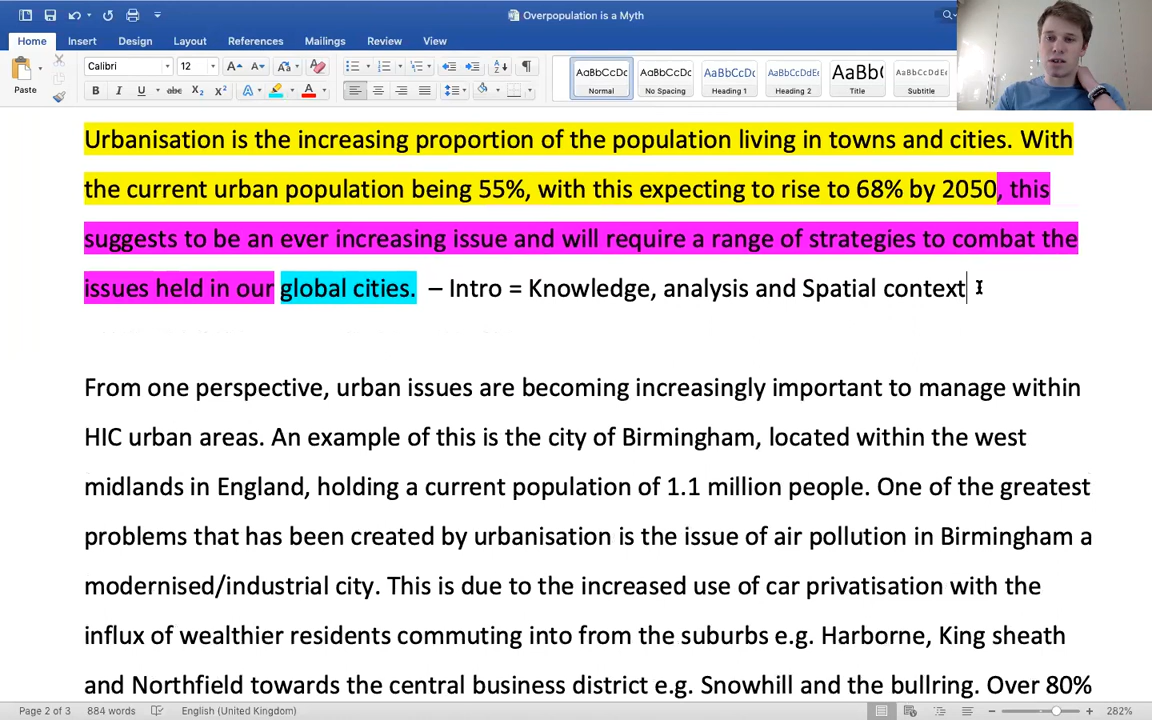 Overpopulation is a Myth
Home Insert Design Layout References Mailings Review View
Paste
Calibri 12
B I U abc X₂ X²
AaBbCcDc AaBbCcDc AaBbCcDc AaBbCcDdEe AaBb( AaBbCcDdEe
Normal No Spacing Heading 1 Heading 2 Title Subtitle
Urbanisation is the increasing proportion of the population living in towns and cities. With
the current urban population being 55%, with this expecting to rise to 68% by 2050, this
suggests to be an ever increasing issue and will require a range of strategies to combat the
issues held in our global cities. – Intro = Knowledge, analysis and Spatial context
From one perspective, urban issues are becoming increasingly important to manage within
HIC urban areas. An example of this is the city of Birmingham, located within the west
midlands in England, holding a current population of 1.1 million people. One of the greatest
problems that has been created by urbanisation is the issue of air pollution in Birmingham a
modernised/industrial city. This is due to the increased use of car privatisation with the
influx of wealthier residents commuting into from the suburbs e.g. Harborne, King sheath
and Northfield towards the central business district e.g. Snowhill and the bullring. Over 80%
Page 2 of 3 884 words English (United Kingdom) 282%